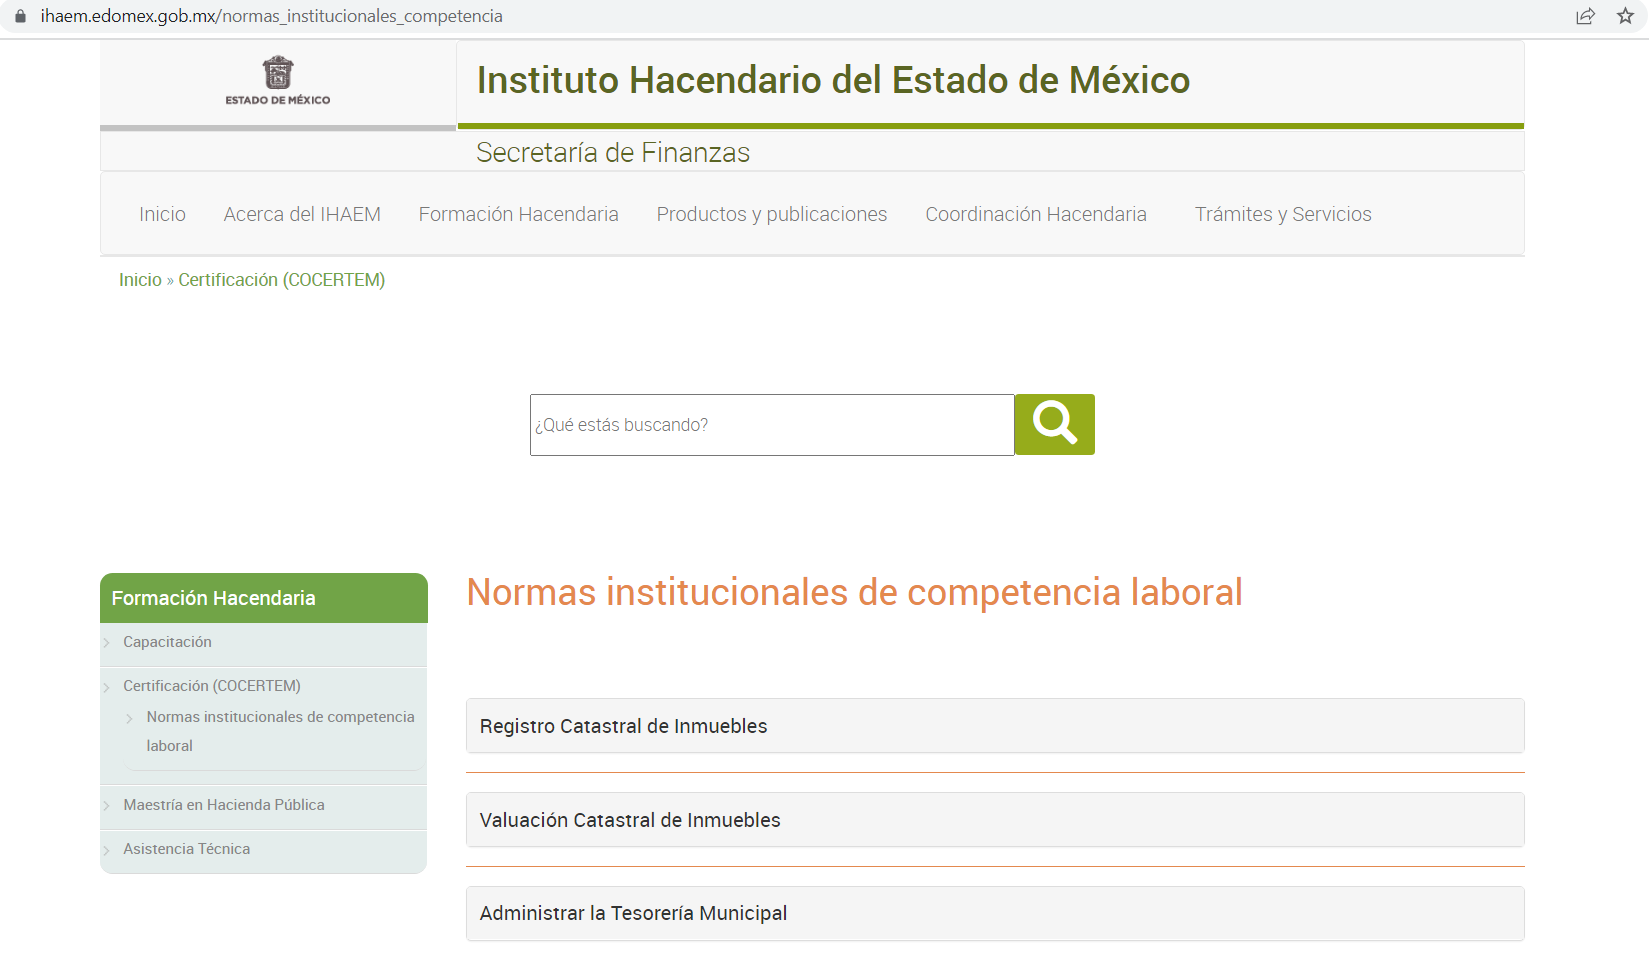 ihaem.edomex.gob.mx/normas_institucionales_competencia
ESTADO DE MÉXICO
Instituto Hacendario del Estado de México
Secretaría de Finanzas
Inicio Acerca del IHAEM Formación Hacendaria Productos y publicaciones Coordinación Hacendaria Trámites y Servicios
Inicio » Certificación (COCERTEM)
¿Qué estás buscando?
Formación Hacendaria
Capacitación
Certificación (COCERTEM)
Normas institucionales de competencia
laboral
Maestría en Hacienda Pública
Asistencia Técnica
Normas institucionales de competencia laboral
Registro Catastral de Inmuebles
Valuación Catastral de Inmuebles
Administrar la Tesorería Municipal